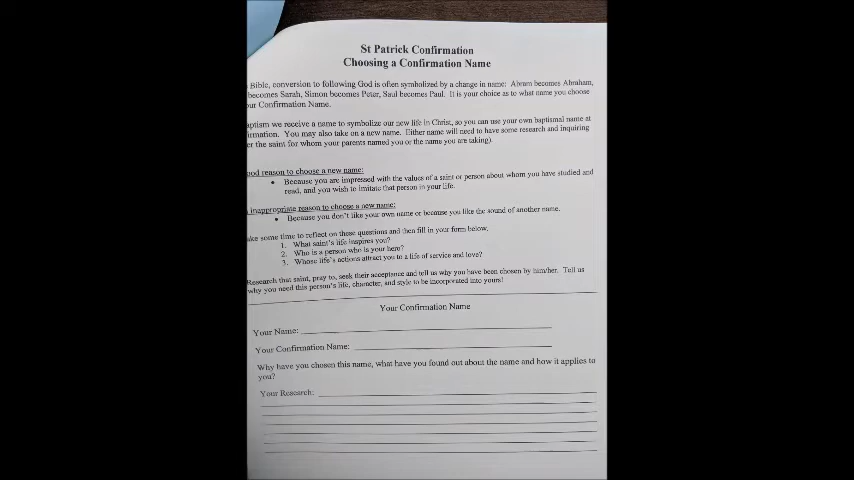 St Patrick Confirmation
Choosing a Confirmation Name
Bible, conversion to following God is often symbolized by a change in name: Abram becomes Abraham,
becomes Sarah, Simon becomes Peter, Saul becomes Paul. It is your choice as to what name you choose
ur Confirmation Name.
aptism we receive a name to symbolize our new life in Christ, so you can use your own baptismal name at
irmation. You may also take on a new name. Either name will need to have some research and inquiring
er the saint for whom your parents named you or the name you are taking).
ood reason to choose a new name:
• Because you are impressed with the values of a saint or person about whom you have studied and
read, and you wish to imitate that person in your life.
inappropriate reason to choose a new name:
• Because you don't like your own name or because you like the sound of another name.
ake some time to reflect on these questions and then fill in your form below.
1. What saint's life inspires you?
2. Who is a person who is your hero?
3. Whose life's actions attract you to a life of service and love?
Research that saint, pray to, seek their acceptance and tell us why you have been chosen by him/her. Tell us
why you need this person's life, character, and style to be incorporated into yours!
Your Confirmation Name
Your Name:
Your Confirmation Name:
Why have you chosen this name, what have you found out about the name and how it applies to
you?
Your Research: